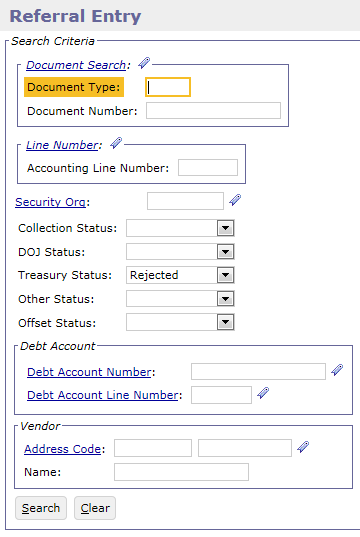 Referral Entry
Search Criteria
Document Search:
Document Type:
Document Number:
Line Number:
Accounting Line Number:
Security Org:
Collection Status:
DOJ Status:
Treasury Status: Rejected
Other Status:
Offset Status:
Debt Account
Debt Account Number:
Debt Account Line Number:
Vendor
Address Code:
Name:
Search Clear